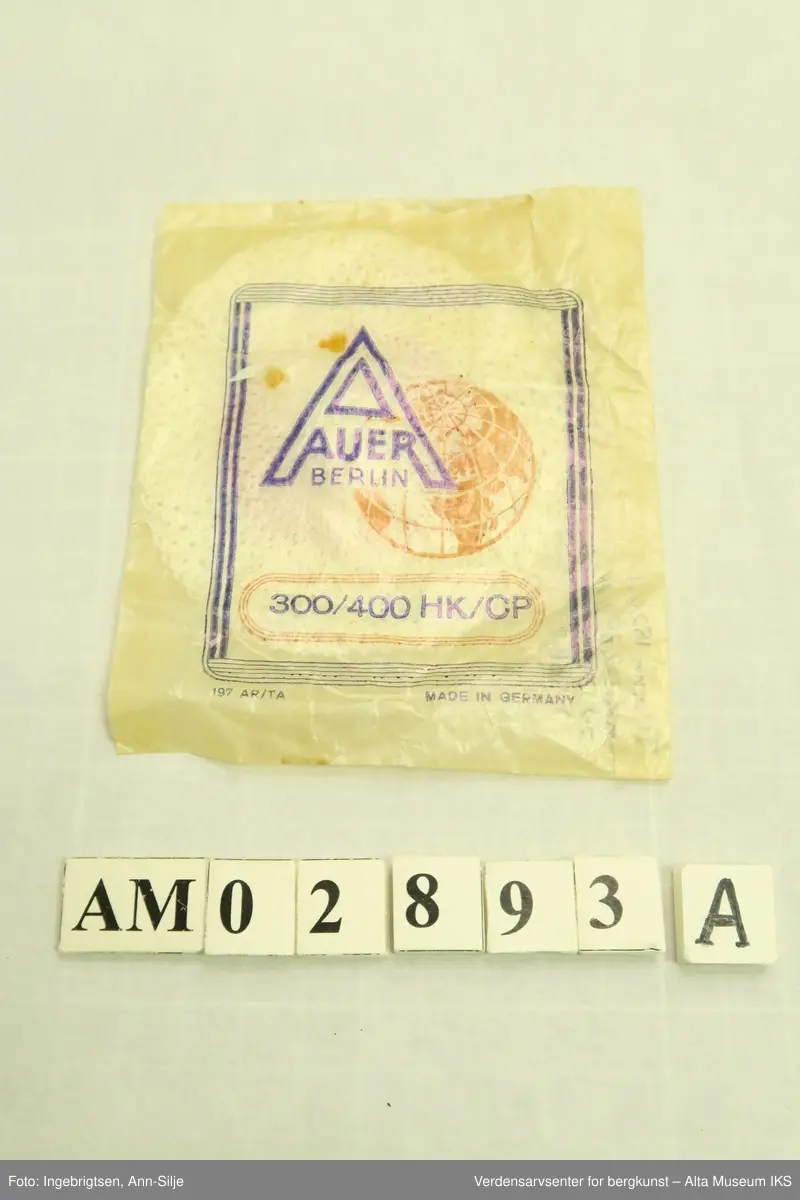 AUER
BERLIN
300/400 HK/CP
197 AR/TA MADE IN GERMANY
AM 0 2 8 9 3 A
Foto: Ingebrigtsen, Ann-Silje Verdensarvsenter for bergkunst – Alta Museum IKS